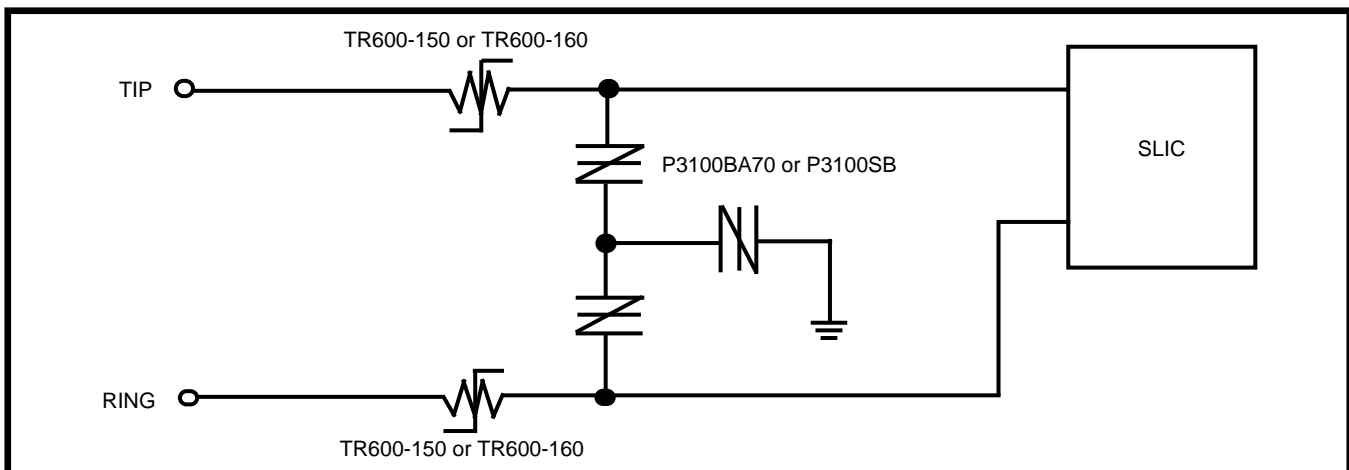 TR600-150 or TR600-160
TIP
SLIC
P3100BA70 or P3100SB
RING
TR600-150 or TR600-160